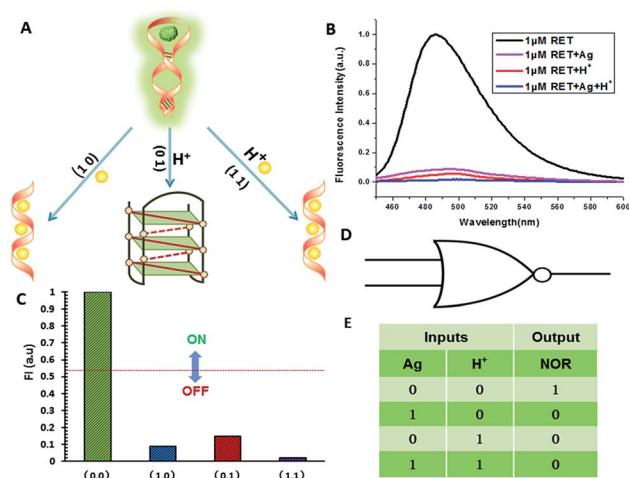 A
(1 0)
H⁺
(0 1)
H⁺
(1 1)
B
Fluorescence Intensity(a.u.)
1.0
0.8
0.6
0.4
0.2
0.0
1μM RET
1μM RET+Ag
1μM RET+H⁺
1μM RET+Ag+H⁺
460 480 500 520 540 560 580 600
Wavelength(nm)
C
FI (a.u)
1
0.9
0.8
0.7
0.6
0.5
0.4
0.3
0.2
0.1
0
ON
OFF
(0.0) (1.0) (0.1) (1.1)
D
E
Inputs Output
Ag H⁺ NOR
0 0 1
1 0 0
0 1 0
1 1 0